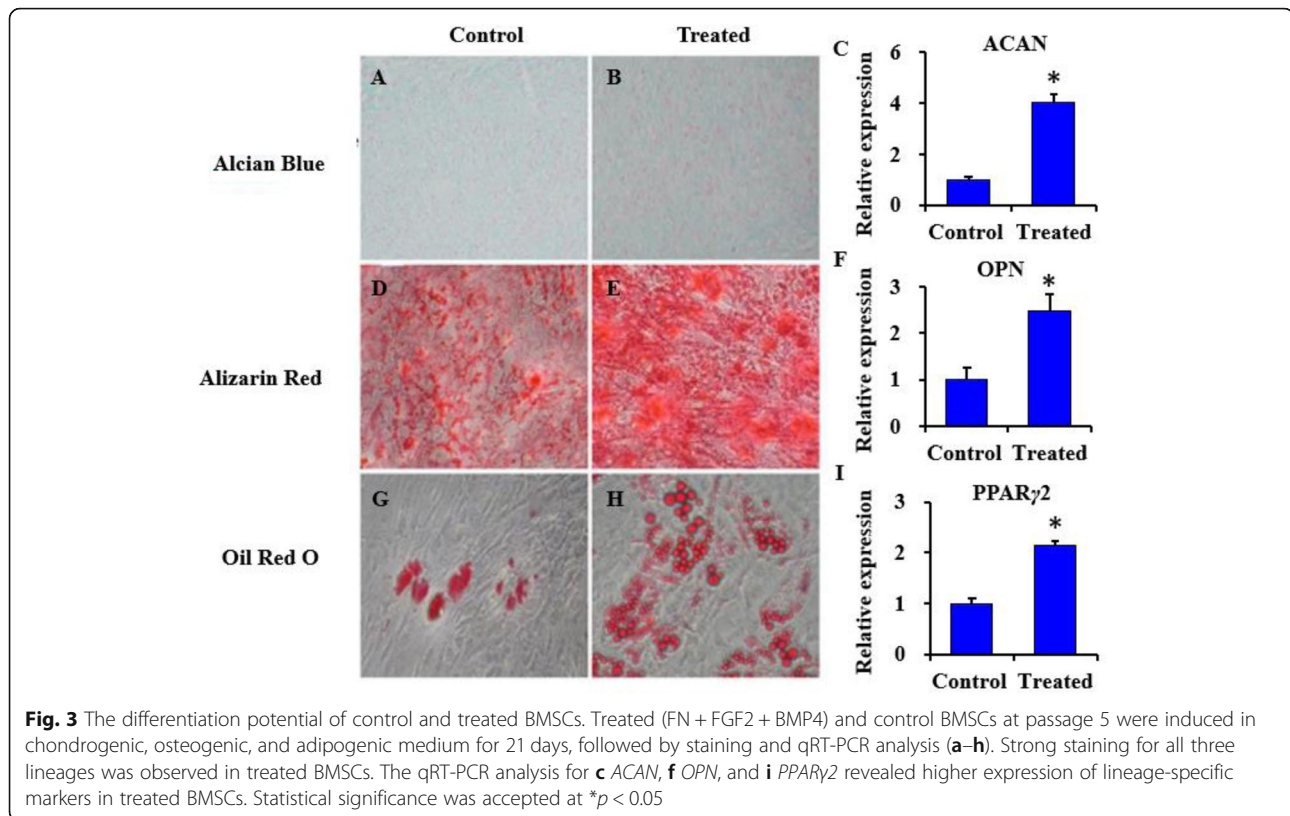 Control Treated
A B C ACAN
Relative expression
6
4
2
0
*
Control Treated
Alcian Blue
D E F OPN
Relative expression
3
2
1
0
*
Control Treated
Alizarin Red
G H I PPARγ2
Relative expression
3
2
1
0
*
Control Treated
Oil Red O
Fig. 3 The differentiation potential of control and treated BMSCs. Treated (FN + FGF2 + BMP4) and control BMSCs at passage 5 were induced in
chondrogenic, osteogenic, and adipogenic medium for 21 days, followed by staining and qRT-PCR analysis (a–h). Strong staining for all three
lineages was observed in treated BMSCs. The qRT-PCR analysis for c ACAN, f OPN, and i PPARγ2 revealed higher expression of lineage-specific
markers in treated BMSCs. Statistical significance was accepted at *p < 0.05